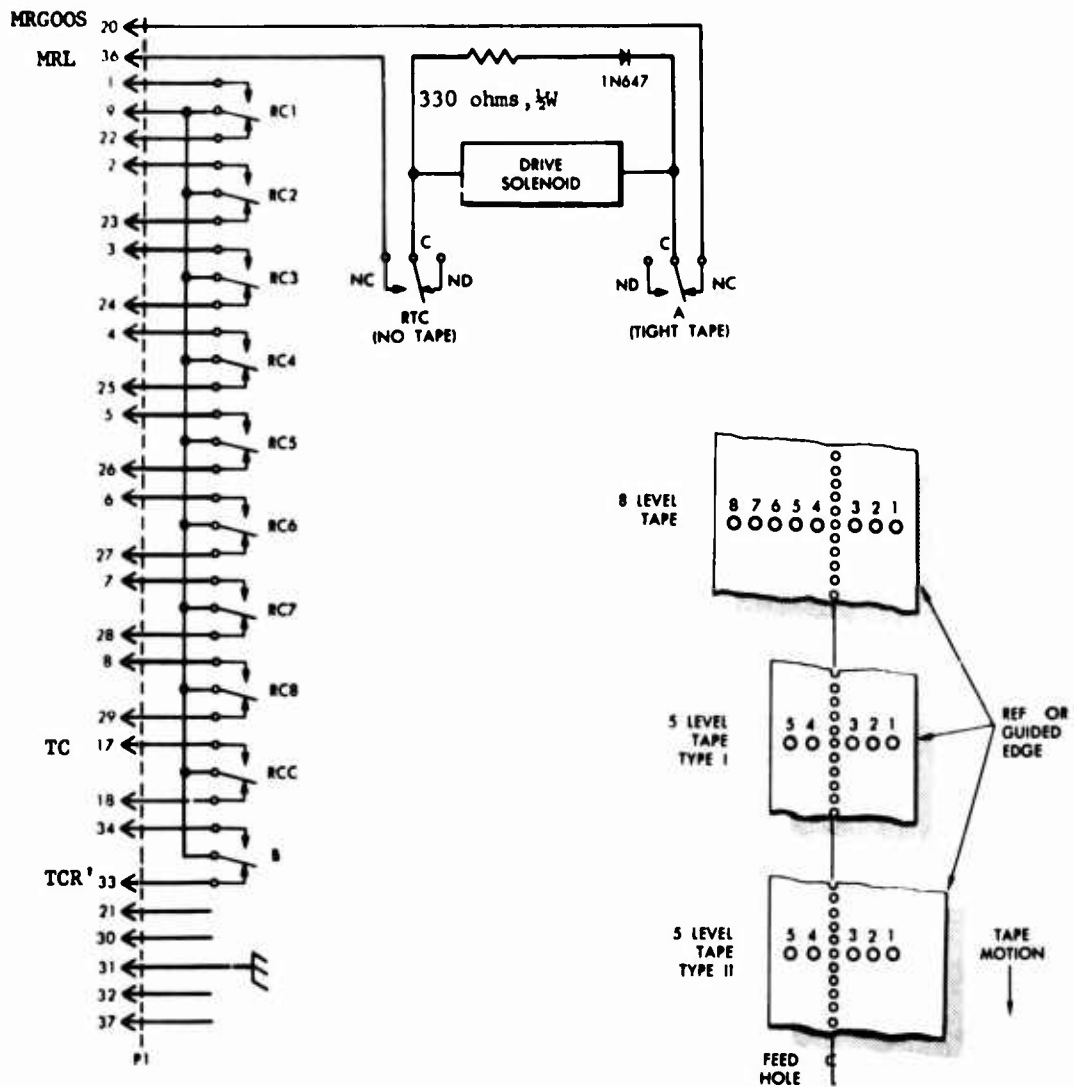 MRGOOS 20
MRL 36
1
9 RC1
22
2
RC2
23
3
RC3
24
4
RC4
25
5
RC5
26
6
RC6
27
7
RC7
28
8
RC8
29
TC 17
RCC
18
34
B
TCR' 33
21
30
31
32
37
P1
1N647
330 ohms, ½W
DRIVE
SOLENOID
C
NC ND
RTC
(NO TAPE)
C
ND NC
A
(TIGHT TAPE)
8 LEVEL
TAPE
8 7 6 5 4 3 2 1
5 LEVEL
TAPE
TYPE I
5 4 3 2 1
REF OR
GUIDED
EDGE
5 LEVEL
TAPE
TYPE II
5 4 3 2 1
TAPE
MOTION
FEED
HOLE
C